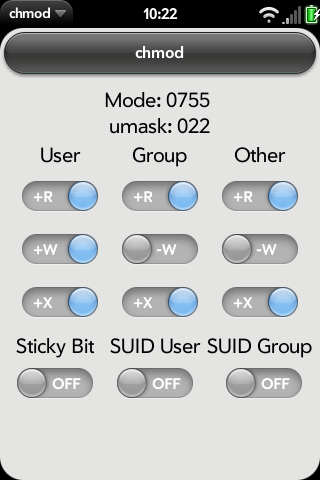 chmod 10:22
chmod
Mode: 0755
umask: 022
User Group Other
+R +R +R
+W -W -W
+X +X +X
Sticky Bit SUID User SUID Group
OFF OFF OFF